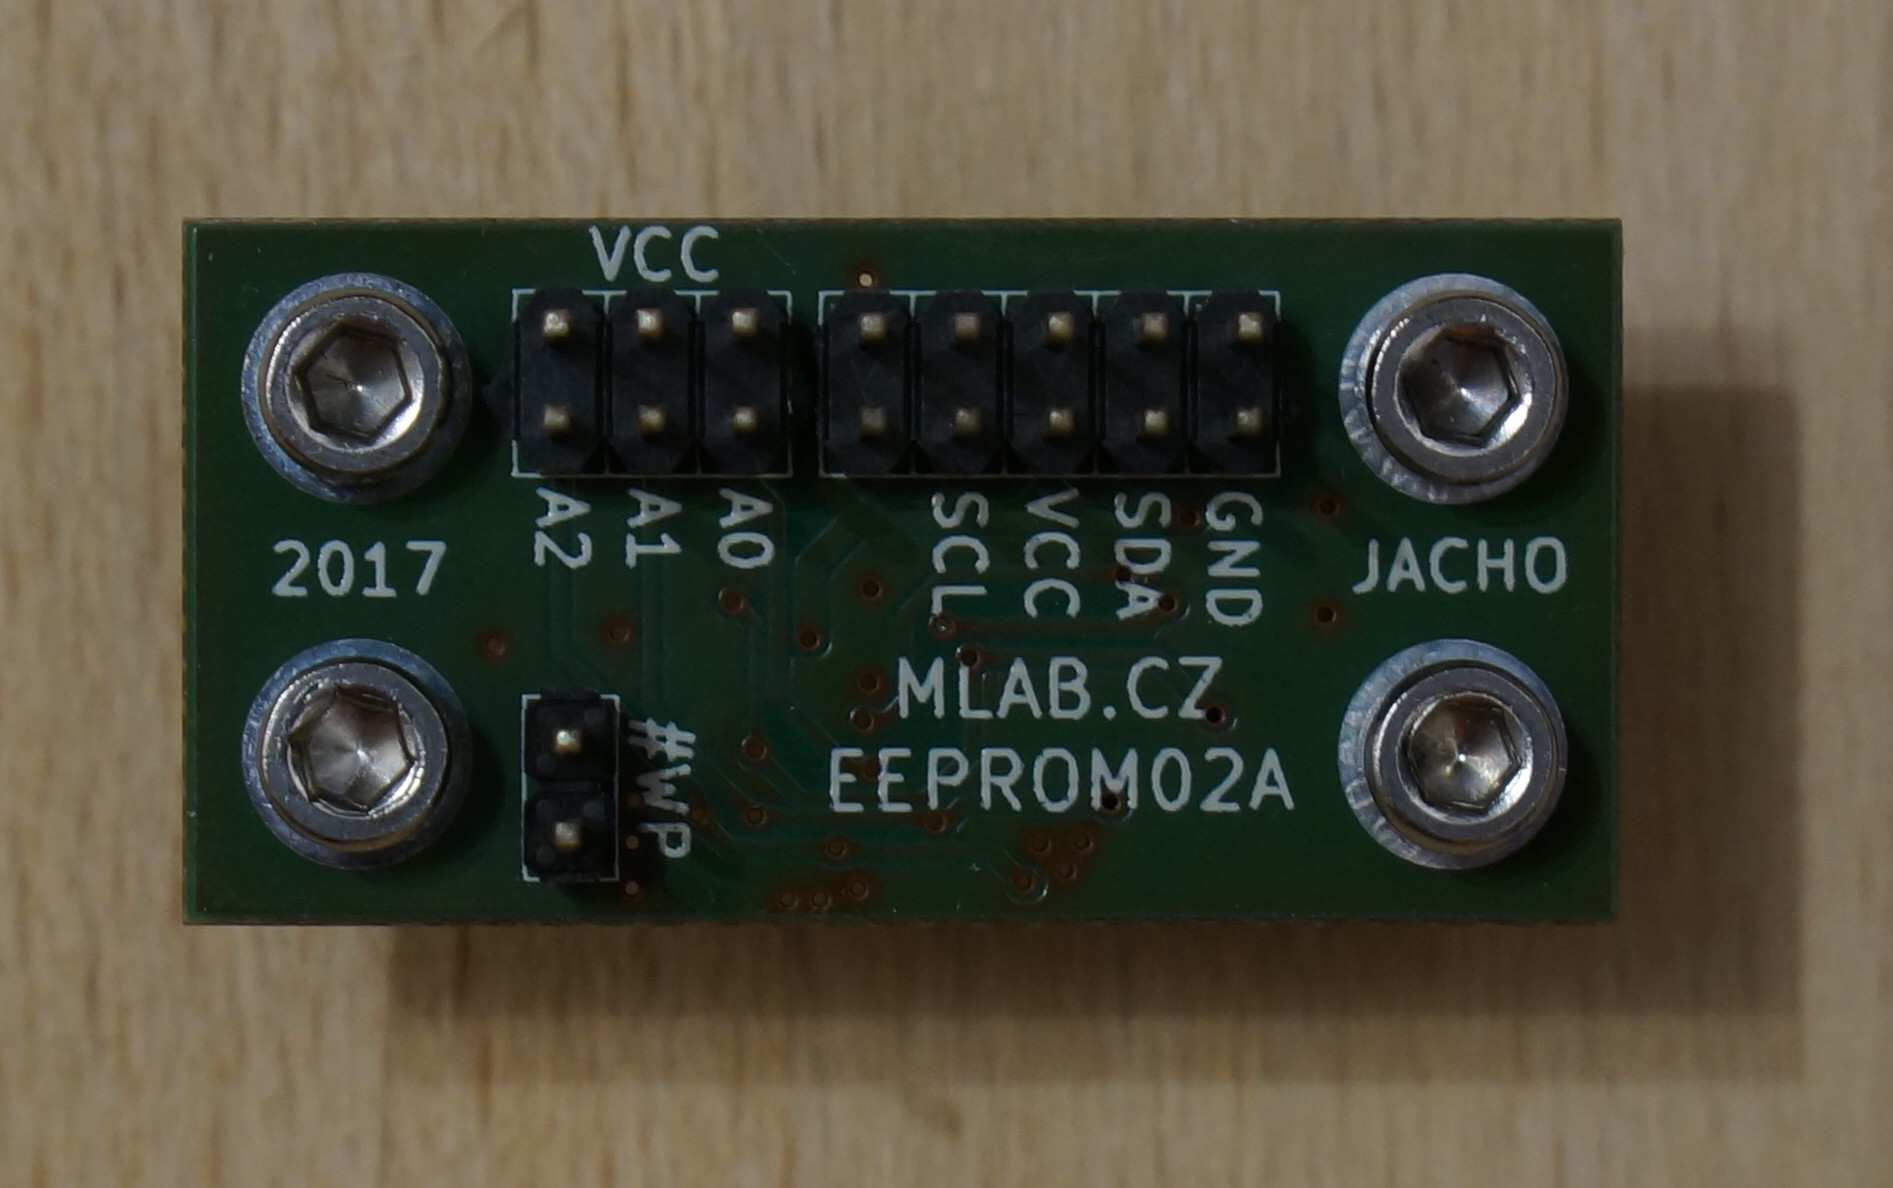 VCC
A2
A1
A0
SCL
VCC
SDA
GND
2017
JACHO
#WP
MLAB.CZ
EEPROM02A